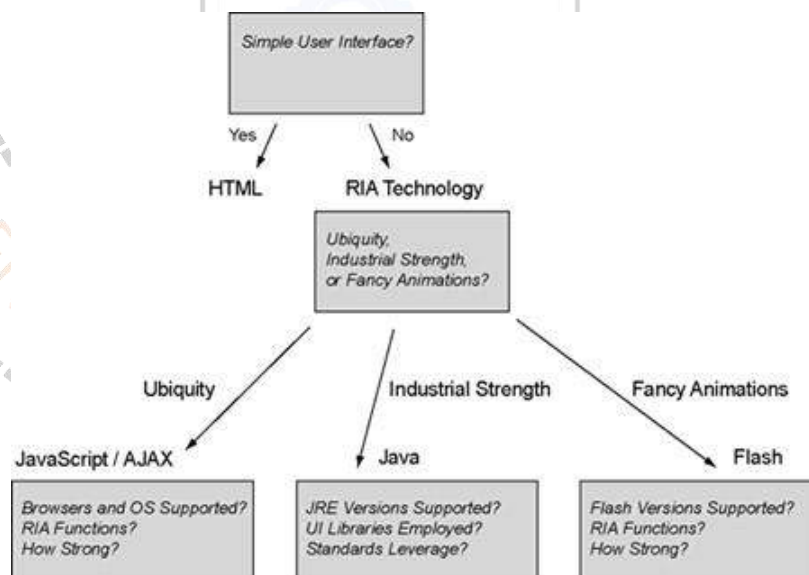 Simple User Interface?
Yes
No
HTML
RIA Technology
Ubiquity,
Industrial Strength,
or Fancy Animations?
Ubiquity
Industrial Strength
Fancy Animations
JavaScript / AJAX
Java
Flash
Browsers and OS Supported?
RIA Functions?
How Strong?
JRE Versions Supported?
UI Libraries Employed?
Standards Leverage?
Flash Versions Supported?
RIA Functions?
How Strong?